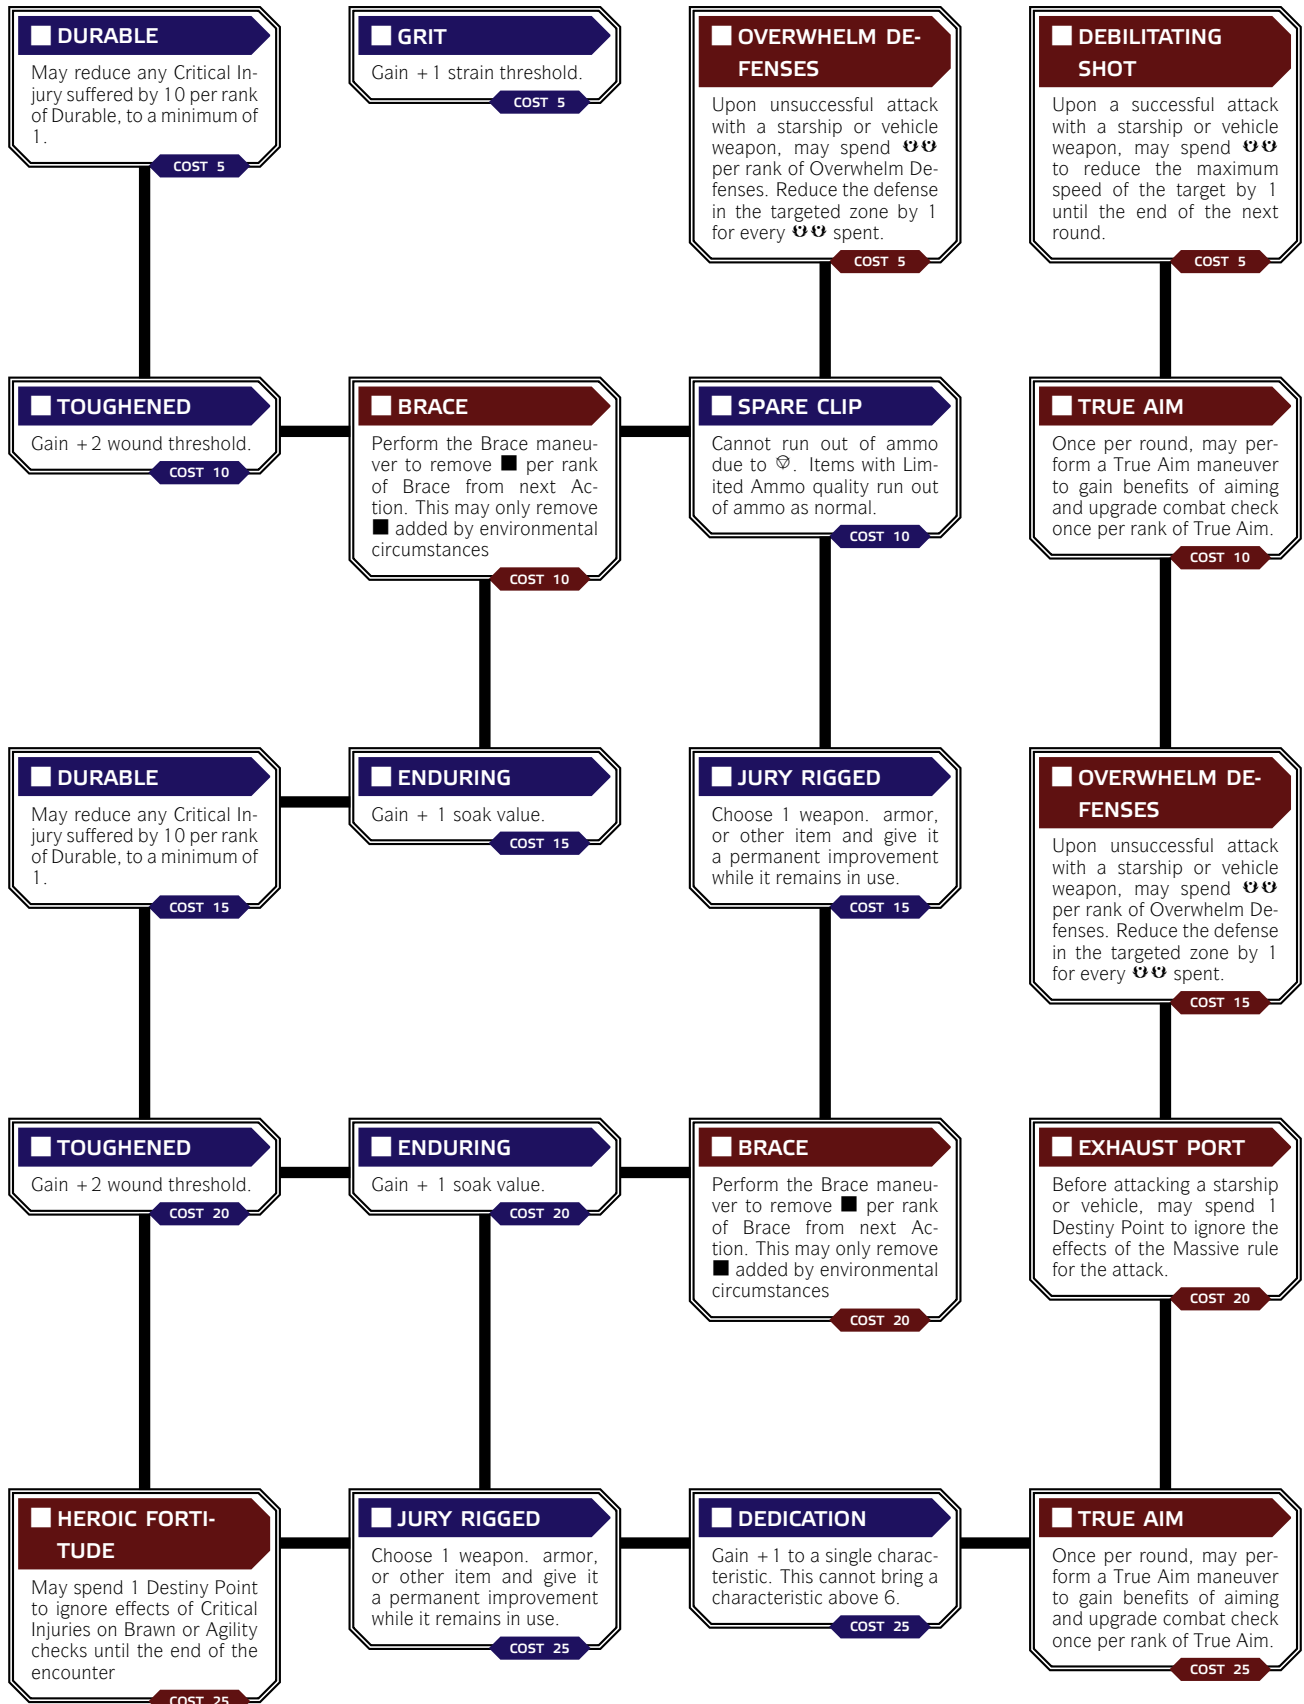 DURABLE
May reduce any Critical In-
jury suffered by 10 per rank
of Durable, to a minimum of
1.
COST 5
GRIT
Gain +1 strain threshold.
COST 5
OVERWHELM DE-
FENSES
Upon unsuccessful attack
with a starship or vehicle
weapon, may spend
per rank of Overwhelm De-
fenses. Reduce the defense
in the targeted zone by 1
for every spent.
COST 5
DEBILITATING
SHOT
Upon a successful attack
with a starship or vehicle
weapon, may spend
to reduce the maximum
speed of the target by 1
until the end of the next
round.
COST 5
TOUGHENED
Gain +2 wound threshold.
COST 10
BRACE
Perform the Brace maneu-
ver to remove ■ per rank
of Brace from next Ac-
tion. This may only remove
■ added by environmental
circumstances
COST 10
SPARE CLIP
Cannot run out of ammo
due to . Items with Lim-
ited Ammo quality run out
of ammo as normal.
COST 10
TRUE AIM
Once per round, may per-
form a True Aim maneuver
to gain benefits of aiming
and upgrade combat check
once per rank of True Aim.
COST 10
DURABLE
May reduce any Critical In-
jury suffered by 10 per rank
of Durable, to a minimum of
1.
COST 15
ENDURING
Gain + 1 soak value.
COST 15
JURY RIGGED
Choose 1 weapon. armor,
or other item and give it
a permanent improvement
while it remains in use.
COST 15
OVERWHELM DE-
FENSES
Upon unsuccessful attack
with a starship or vehicle
weapon, may spend
per rank of Overwhelm De-
fenses. Reduce the defense
in the targeted zone by 1
for every spent.
COST 15
TOUGHENED
Gain +2 wound threshold.
COST 20
ENDURING
Gain + 1 soak value.
COST 20
BRACE
Perform the Brace maneu-
ver to remove ■ per rank
of Brace from next Ac-
tion. This may only remove
■ added by environmental
circumstances
COST 20
EXHAUST PORT
Before attacking a starship
or vehicle, may spend 1
Destiny Point to ignore the
effects of the Massive rule
for the attack.
COST 20
HEROIC FORTI-
TUDE
May spend 1 Destiny Point
to ignore effects of Critical
Injuries on Brawn or Agility
checks until the end of the
encounter
COST 25
JURY RIGGED
Choose 1 weapon. armor,
or other item and give it
a permanent improvement
while it remains in use.
COST 25
DEDICATION
Gain +1 to a single charac-
teristic. This cannot bring a
characteristic above 6.
COST 25
TRUE AIM
Once per round, may per-
form a True Aim maneuver
to gain benefits of aiming
and upgrade combat check
once per rank of True Aim.
COST 25